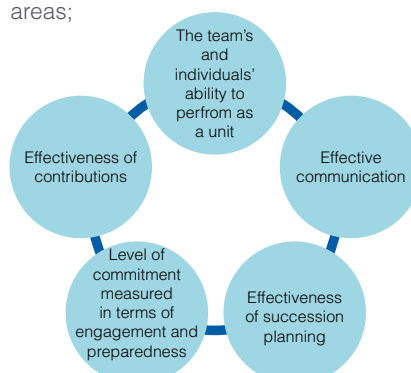 areas;
The team's
and
individuals'
ability to
perfrom as
a unit
Effective
communication
Effectiveness
of succession
planning
Level of
commitment
measured
in terms of
engagement and
preparedness
Effectiveness of
contributions